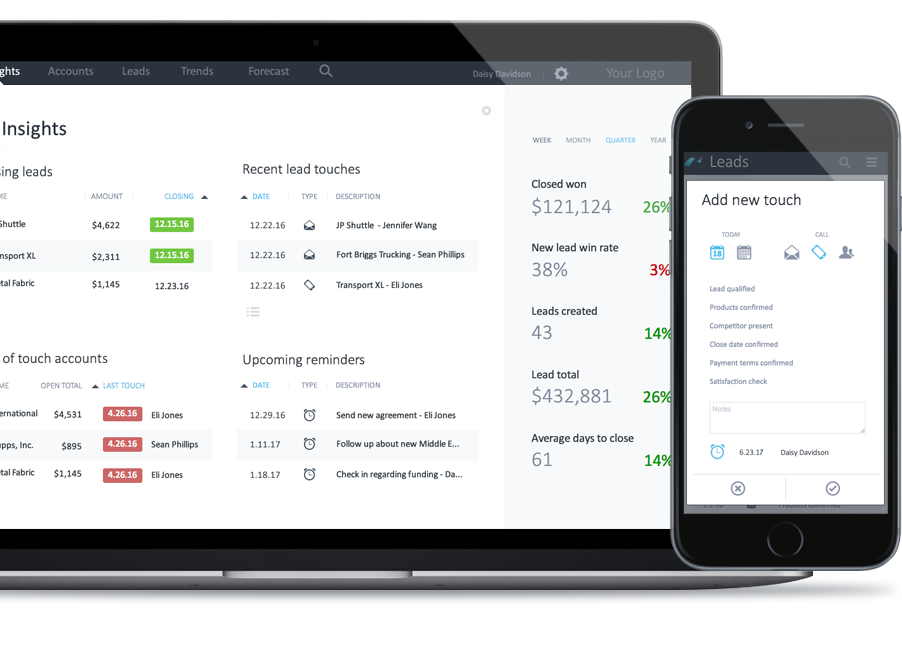 ghts Accounts Leads Trends Forecast Daisy Davidson Your Logo
Insights
sing leads
ME AMOUNT CLOSING
Shuttle $4,622 12.15.16
nsport XL $2,311 12.15.16
etal Fabric $1,145 12.23.16
Recent lead touches
DATE TYPE DESCRIPTION
12.22.16 JP Shuttle - Jennifer Wang
12.22.16 Fort Briggs Trucking - Sean Phillips
12.22.16 Transport XL - Eli Jones
of touch accounts
ME OPEN TOTAL LAST TOUCH
ernational $4,531 4.26.16 Eli Jones
pps, Inc. $895 4.26.16 Sean Phillips
etal Fabric $1,145 4.26.16 Eli Jones
Upcoming reminders
DATE TYPE DESCRIPTION
12.29.16 Send new agreement - Eli Jones
1.11.17 Follow up about new Middle E...
1.18.17 Check in regarding funding - Da...
WEEK MONTH QUARTER YEAR
Closed won
$121,124 26%
New lead win rate
38% 3%
Leads created
43 14%
Lead total
$432,881 26%
Average days to close
61 14%
Leads
Add new touch
TODAY CALL
18
Lead qualified
Products confirmed
Competitor present
Close date confirmed
Payment terms confirmed
Satisfaction check
Notes
6.23.17 Daisy Davidson
Products confirmed